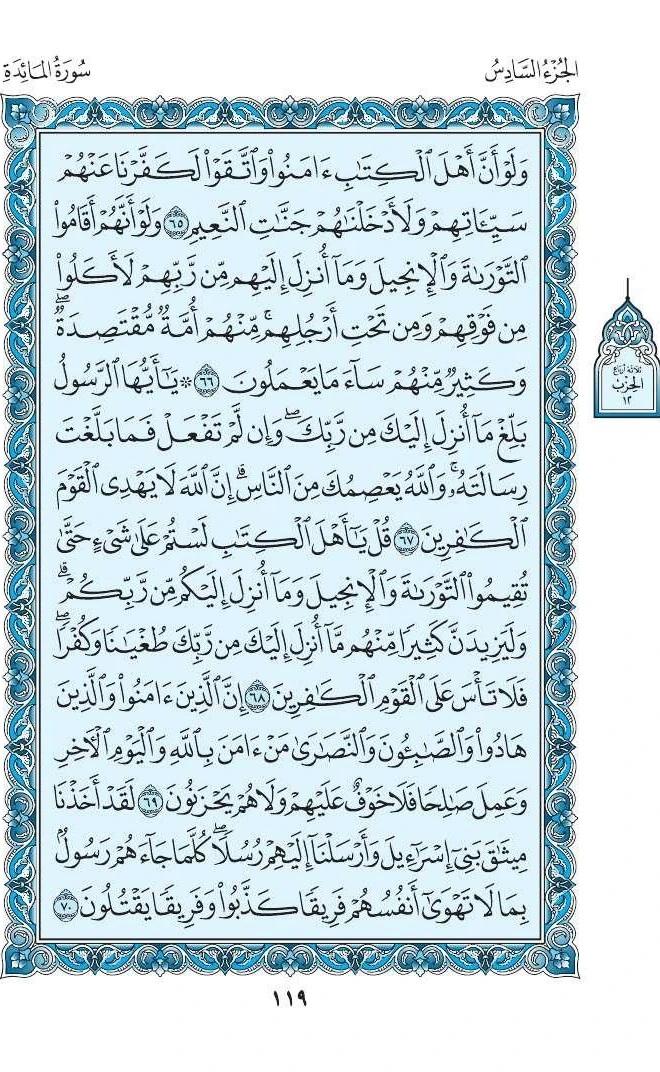 الجُزْءُ السَّادِسُ
سُورَةُ المَائِدَةِ
وَلَوْ أَنَّ أَهْلَ ٱلْكِتَٰبِ ءَامَنُوا۟ وَٱتَّقَوْا۟ لَكَفَّرْنَا عَنْهُمْ
سَيِّـَٔاتِهِمْ وَلَأَدْخَلْنَٰهُمْ جَنَّٰتِ ٱلنَّعِيمِ ٦٥ وَلَوْ أَنَّهُمْ أَقَامُوا۟
ٱلتَّوْرَىٰةَ وَٱلْإِنجِيلَ وَمَآ أُنزِلَ إِلَيْهِم مِّن رَّبِّهِمْ لَأَكَلُوا۟
مِن فَوْقِهِمْ وَمِن تَحْتِ أَرْجُلِهِم ۚ مِّنْهُمْ أُمَّةٌ مُّقْتَصِدَةٌ ۖ
وَكَثِيرٌ مِّنْهُمْ سَآءَ مَا يَعْمَلُونَ ٦٦ ۞ يَٰٓأَيُّهَا ٱلرَّسُولُ
بَلِّغْ مَآ أُنزِلَ إِلَيْكَ مِن رَّبِّكَ ۖ وَإِن لَّمْ تَفْعَلْ فَمَا بَلَّغْتَ
رِسَالَتَهُۥ ۚ وَٱللَّهُ يَعْصِمُكَ مِنَ ٱلنَّاسِ ۗ إِنَّ ٱللَّهَ لَا يَهْدِى ٱلْقَوْمَ
ٱلْكَٰفِرِينَ ٦٧ قُلْ يَٰٓأَهْلَ ٱلْكِتَٰبِ لَسْتُمْ عَلَىٰ شَىْءٍ حَتَّىٰ
تُقِيمُوا۟ ٱلتَّوْرَىٰةَ وَٱلْإِنجِيلَ وَمَآ أُنزِلَ إِلَيْكُم مِّن رَّبِّكُمْ ۗ
وَلَيَزِيدَنَّ كَثِيرًا مِّنْهُم مَّآ أُنزِلَ إِلَيْكَ مِن رَّبِّكَ طُغْيَٰنًا وَكُفْرًا ۖ
فَلَا تَأْسَ عَلَى ٱلْقَوْمِ ٱلْكَٰفِرِينَ ٦٨ إِنَّ ٱلَّذِينَ ءَامَنُوا۟ وَٱلَّذِينَ
هَادُوا۟ وَٱلصَّٰبِـُٔونَ وَٱلنَّصَٰرَىٰ مَنْ ءَامَنَ بِٱللَّهِ وَٱلْيَوْمِ ٱلْءَاخِرِ
وَعَمِلَ صَٰلِحًا فَلَا خَوْفٌ عَلَيْهِمْ وَلَا هُمْ يَحْزَنُونَ ٦٩ لَقَدْ أَخَذْنَا
مِيثَٰقَ بَنِىٓ إِسْرَٰٓءِيلَ وَأَرْسَلْنَآ إِلَيْهِمْ رُسُلًا ۖ كُلَّمَا جَآءَهُمْ رَسُولٌۢ
بِمَا لَا تَهْوَىٰٓ أَنفُسُهُمْ فَرِيقًا كَذَّبُوا۟ وَفَرِيقًا يَقْتُلُونَ ٧٠
ثلاثة أرباع
الحزب
١٢
١١٩